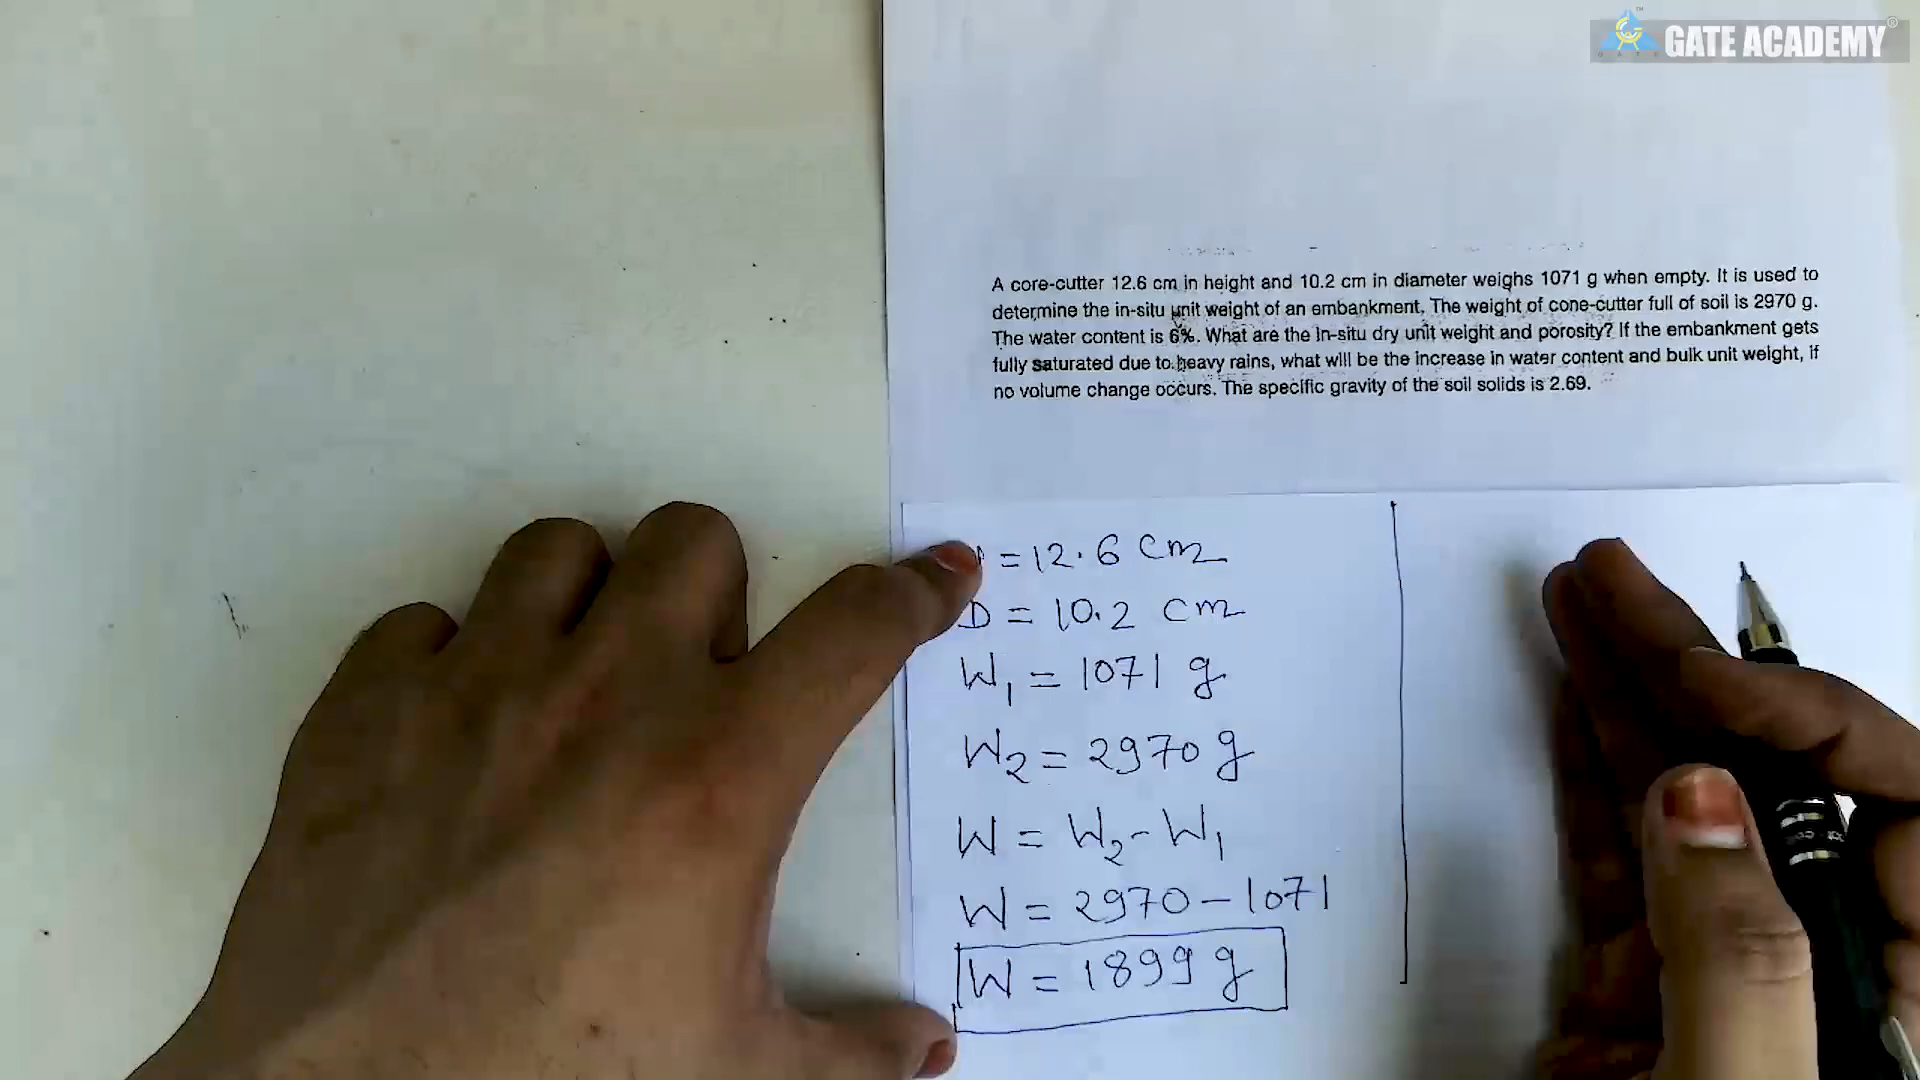 GATE ACADEMY
A core-cutter 12.6 cm in height and 10.2 cm in diameter weighs 1071 g when empty. It is used to
determine the in-situ unit weight of an embankment. The weight of cone-cutter full of soil is 2970 g.
The water content is 6%. What are the in-situ dry unit weight and porosity? If the embankment gets
fully saturated due to heavy rains, what will be the increase in water content and bulk unit weight, if
no volume change occurs. The specific gravity of the soil solids is 2.69.
= 12.6 cm
D = 10.2 cm
W₁ = 1071 g
W₂ = 2970 g
W = W₂ - W₁
W = 2970 - 1071
W = 1899 g